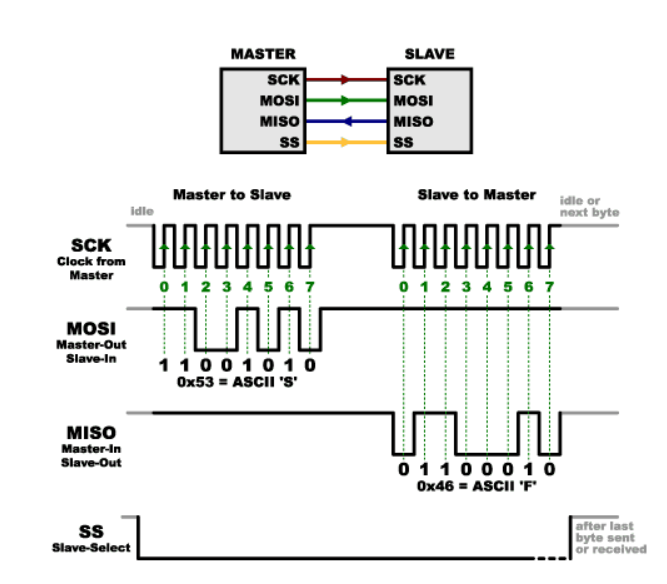 MASTER SLAVE
SCK SCK
MOSI MOSI
MISO MISO
SS SS
Master to Slave Slave to Master
idle
idle or
next byte
SCK
Clock from
Master
0 1 2 3 4 5 6 7 0 1 2 3 4 5 6 7
MOSI
Master-Out
Slave-In
1 1 0 0 1 0 1 0
0x53 = ASCII 'S'
MISO
Master-In
Slave-Out
0 1 1 0 0 0 1 0
0x46 = ASCII 'F'
SS
Slave-Select
after last
byte sent
or received